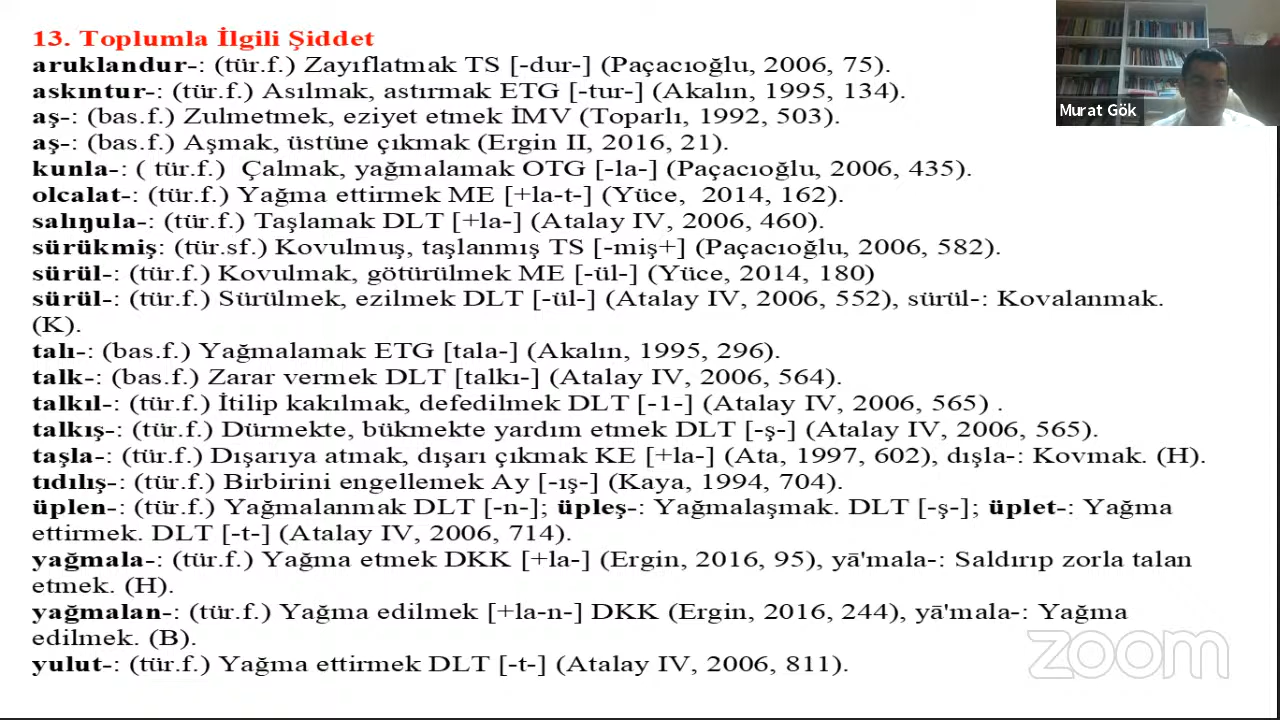 13. Toplumla İlgili Şiddet
aruklandur-: (tür.f.) Zayıflatmak TS [-dur-] (Paçacıoğlu, 2006, 75).
askıntur-: (tür.f.) Asılmak, astırmak ETG [-tur-] (Akalın, 1995, 134).
aş-: (bas.f.) Zulmetmek, eziyet etmek İMV (Toparlı, 1992, 503).
aş-: (bas.f.) Aşmak, üstüne çıkmak (Ergin II, 2016, 21).
kunla-: ( tür.f.) Çalmak, yağmalamak OTG [-la-] (Paçacıoğlu, 2006, 435).
olcalat-: (tür.f.) Yağma ettirmek ME [+la-t-] (Yüce, 2014, 162).
salıŋula-: (tür.f.) Taşlamak DLT [+la-] (Atalay IV, 2006, 460).
sürükmiş: (tür.sf.) Kovulmuş, taşlanmış TS [-miş+] (Paçacıoğlu, 2006, 582).
sürül-: (tür.f.) Kovulmak, götürülmek ME [-ül-] (Yüce, 2014, 180)
sürül-: (tür.f.) Sürülmek, ezilmek DLT [-ül-] (Atalay IV, 2006, 552), sürül-: Kovalanmak.
(K).
talı-: (bas.f.) Yağmalamak ETG [tala-] (Akalın, 1995, 296).
talk-: (bas.f.) Zarar vermek DLT [talkı-] (Atalay IV, 2006, 564).
talkıl-: (tür.f.) İtilip kakılmak, defedilmek DLT [-1-] (Atalay IV, 2006, 565) .
talkış-: (tür.f.) Dürmekte, bükmekte yardım etmek DLT [-ş-] (Atalay IV, 2006, 565).
taşla-: (tür.f.) Dışarıya atmak, dışarı çıkmak KE [+la-] (Ata, 1997, 602), dışla-: Kovmak. (H).
tıdılış-: (tür.f.) Birbirini engellemek Ay [-ış-] (Kaya, 1994, 704).
üplen-: (tür.f.) Yağmalanmak DLT [-n-]; üpleş-: Yağmalaşmak. DLT [-ş-]; üplet-: Yağma
ettirmek. DLT [-t-] (Atalay IV, 2006, 714).
yağmala-: (tür.f.) Yağma etmek DKK [+la-] (Ergin, 2016, 95), yā'mala-: Saldırıp zorla talan
etmek. (H).
yağmalan-: (tür.f.) Yağma edilmek [+la-n-] DKK (Ergin, 2016, 244), yā'mala-: Yağma
edilmek. (B).
yulut-: (tür.f.) Yağma ettirmek DLT [-t-] (Atalay IV, 2006, 811).
Murat Gök
zoom